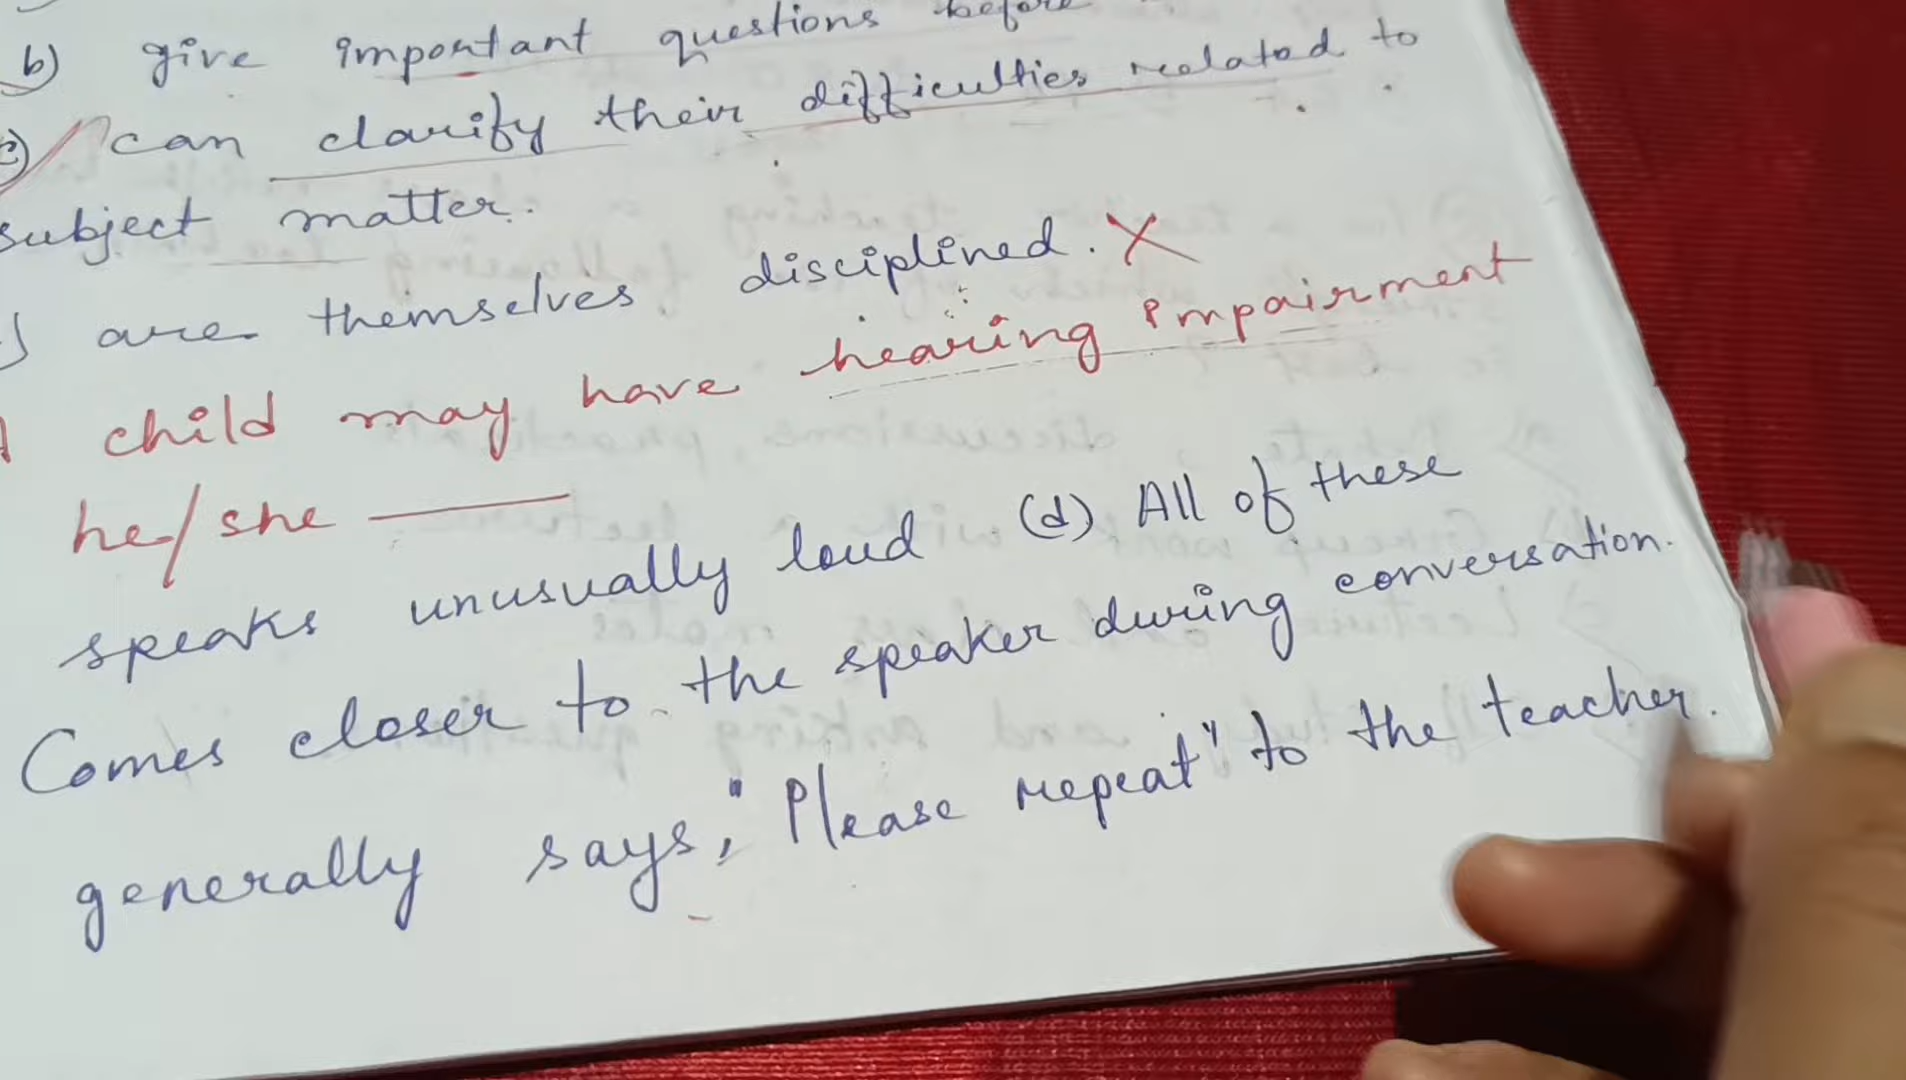 b) give important questions before
c) can clarify their difficulties related to
subject matter.
are themselves disciplined. X
child may have hearing impairment
he/she ———
speaks unusually loud (d) All of these
Comes closer to the speaker during conversation.
generally says, "Please repeat" to the teacher.